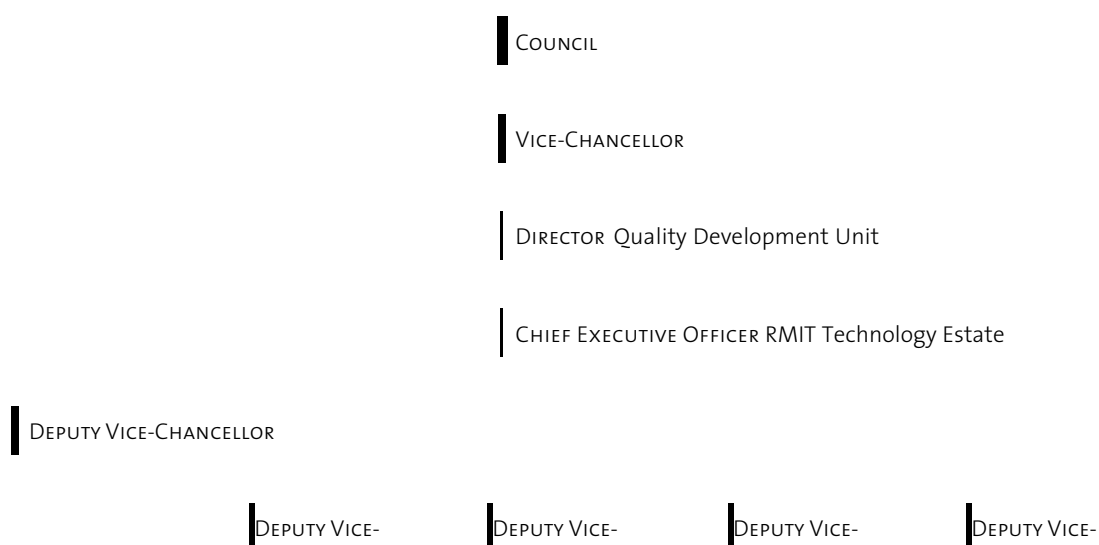 Council
Vice-Chancellor
Director Quality Development Unit
Chief Executive Officer RMIT Technology Estate
Deputy Vice-Chancellor
Deputy Vice- Deputy Vice- Deputy Vice- Deputy Vice-